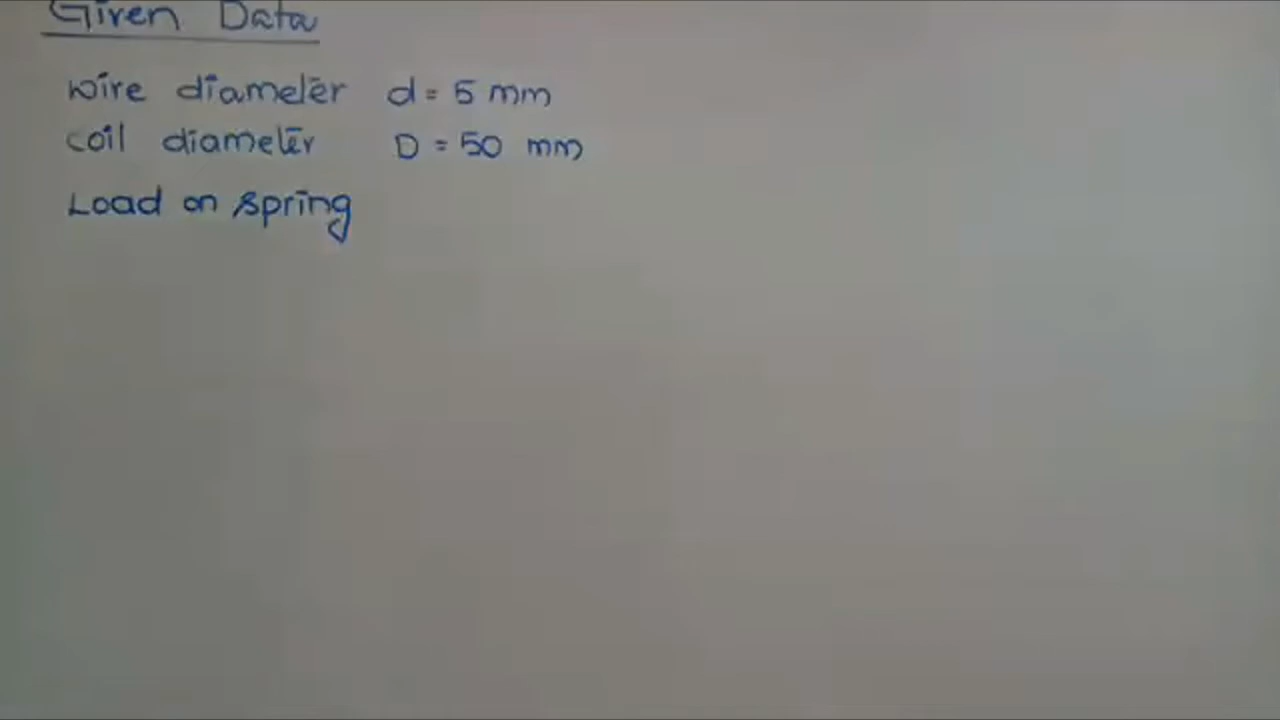 Given Data
wire diameter d = 5 mm
coil diameter D = 50 mm
Load on spring